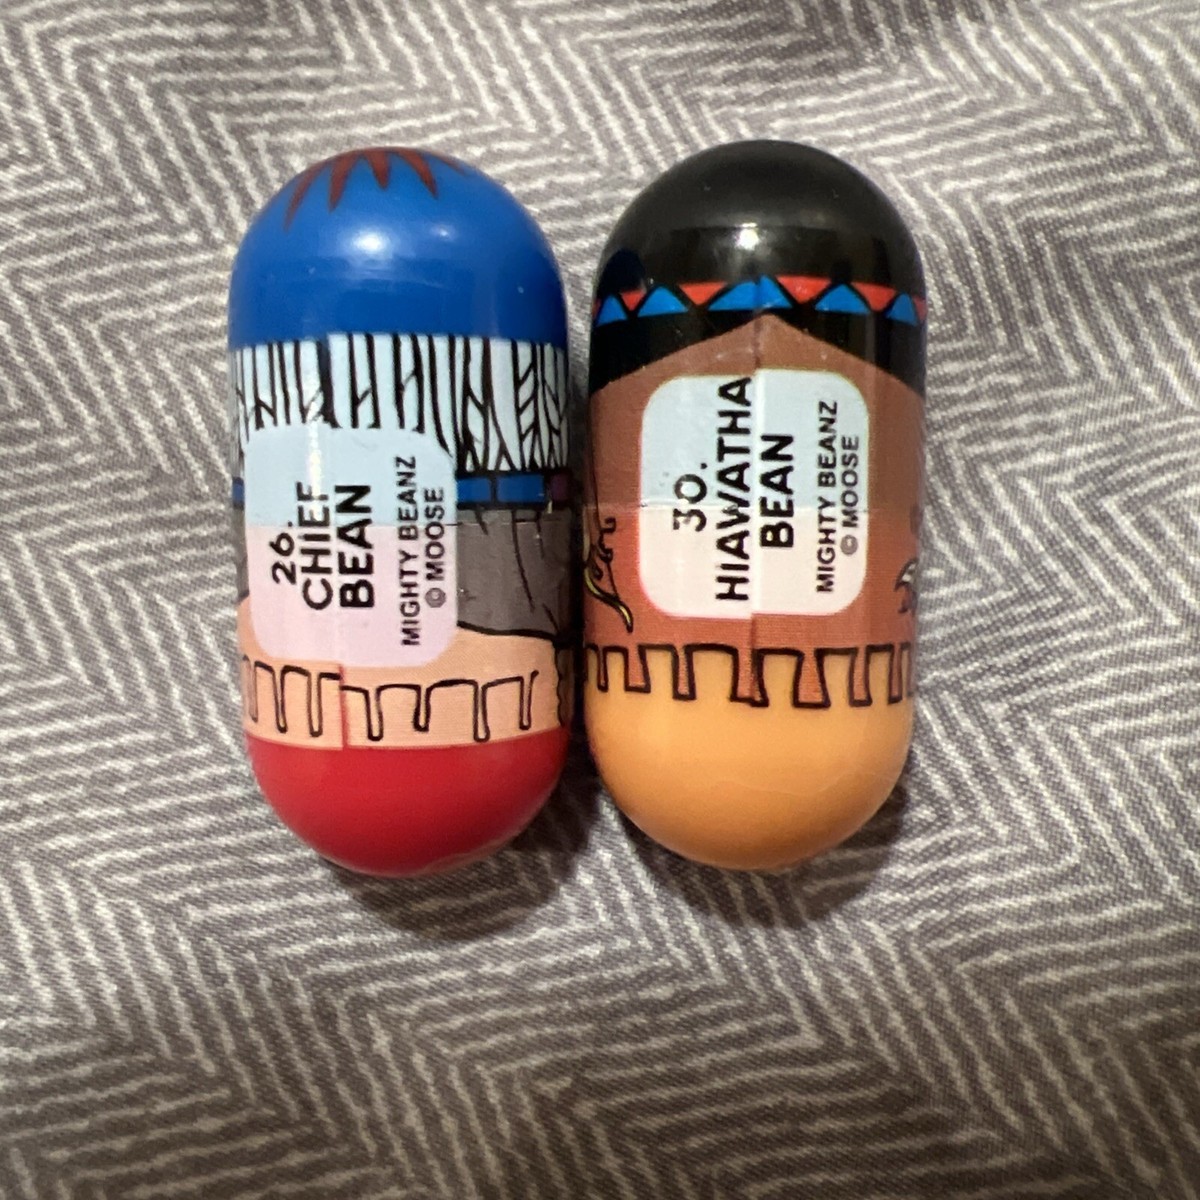 26.
CHIEF
BEAN
MIGHTY BEANZ
© MOOSE
30.
HIAWATHA
BEAN
MIGHTY BEANZ
© MOOSE